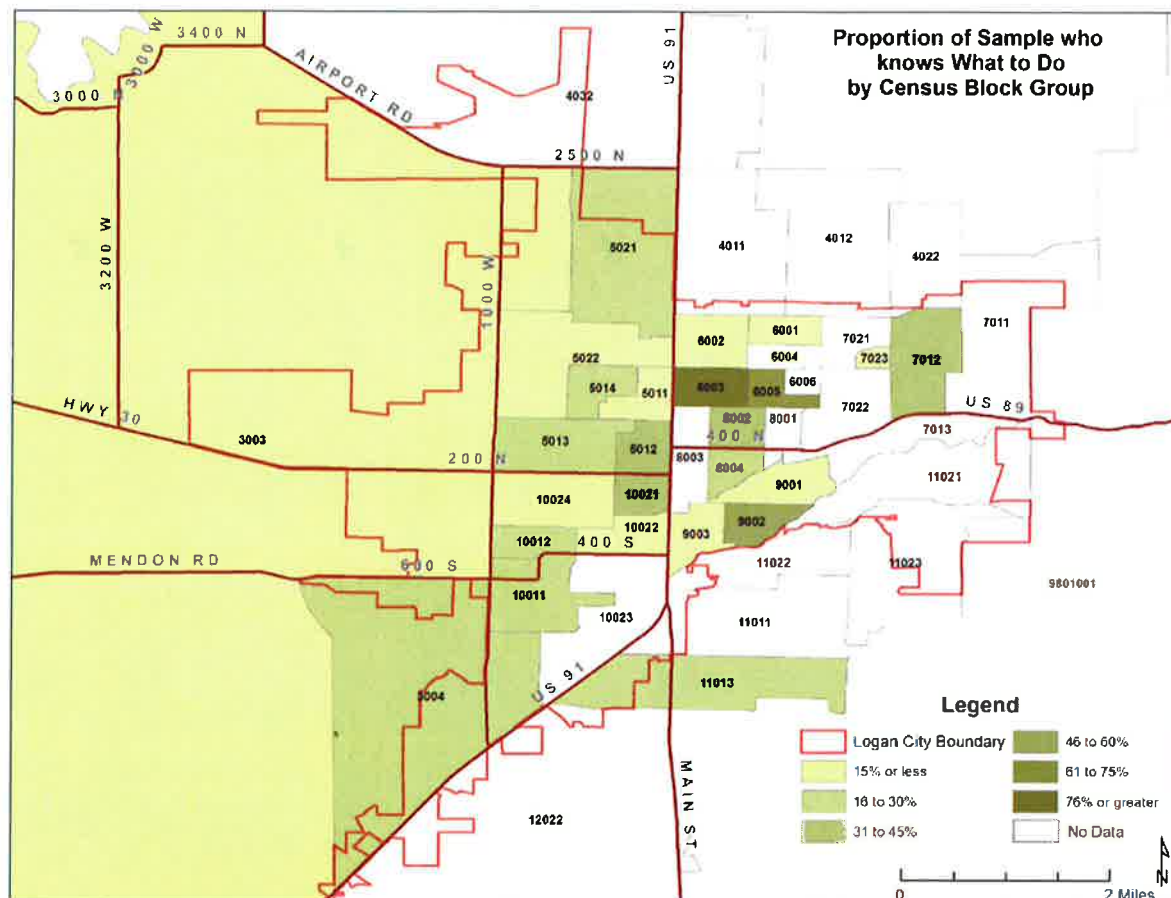 Proportion of Sample who
knows What to Do
by Census Block Group
3400 N
3000 W
3000 N
AIRPORT RD
US 91
4032
2500 N
3200 W
1000 W
5021
4011
4012
4022
7011
6002
6001
7021
7023
7012
6004
5022
5014
5011
6003
6005
6006
7022
US 89
HWY 30
3003
5013
5012
8002
8001
400 N
7013
200 N
8003
8004
9001
11021
10024
10021
10022
9003
9002
10012
400 S
MENDON RD
600 S
11022
11023
9801001
10011
10023
11011
US 91
11013
3004
MAIN ST
12022
Legend
Logan City Boundary
15% or less
16 to 30%
31 to 45%
46 to 60%
61 to 75%
76% or greater
No Data
N
0
2 Miles